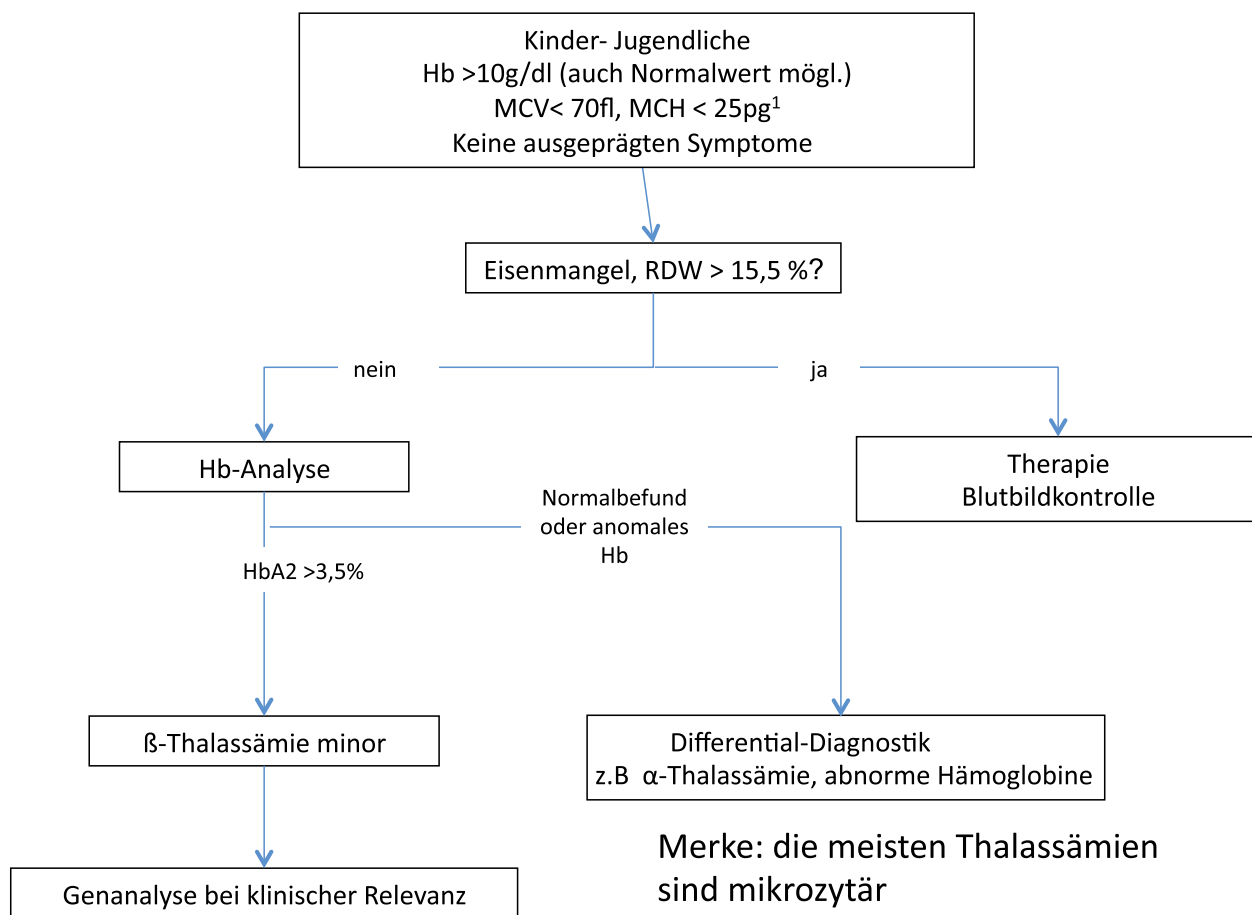 Kinder- Jugendliche
Hb >10g/dl (auch Normalwert mögl.)
MCV< 70fl, MCH < 25pg¹
Keine ausgeprägten Symptome
Eisenmangel, RDW > 15,5 %?
nein
ja
Hb-Analyse
Therapie
Blutbildkontrolle
Normalbefund
oder anomales
Hb
HbA2 >3,5%
ß-Thalassämie minor
Differential-Diagnostik
z.B α-Thalassämie, abnorme Hämoglobine
Merke: die meisten Thalassämien
sind mikrozytär
Genanalyse bei klinischer Relevanz